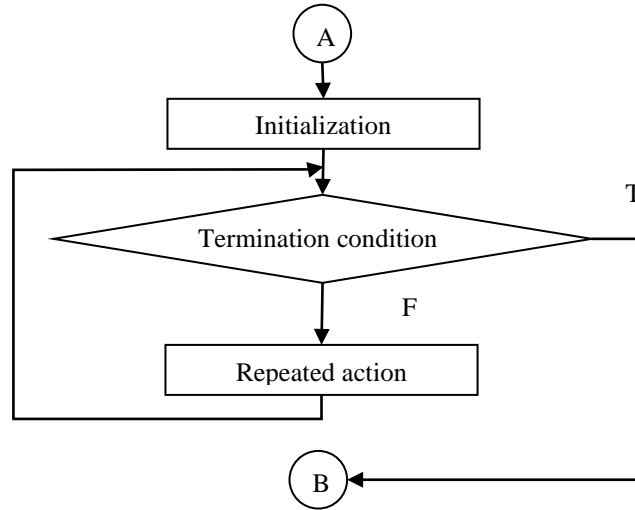 A
Initialization
T
Termination condition
F
Repeated action
B